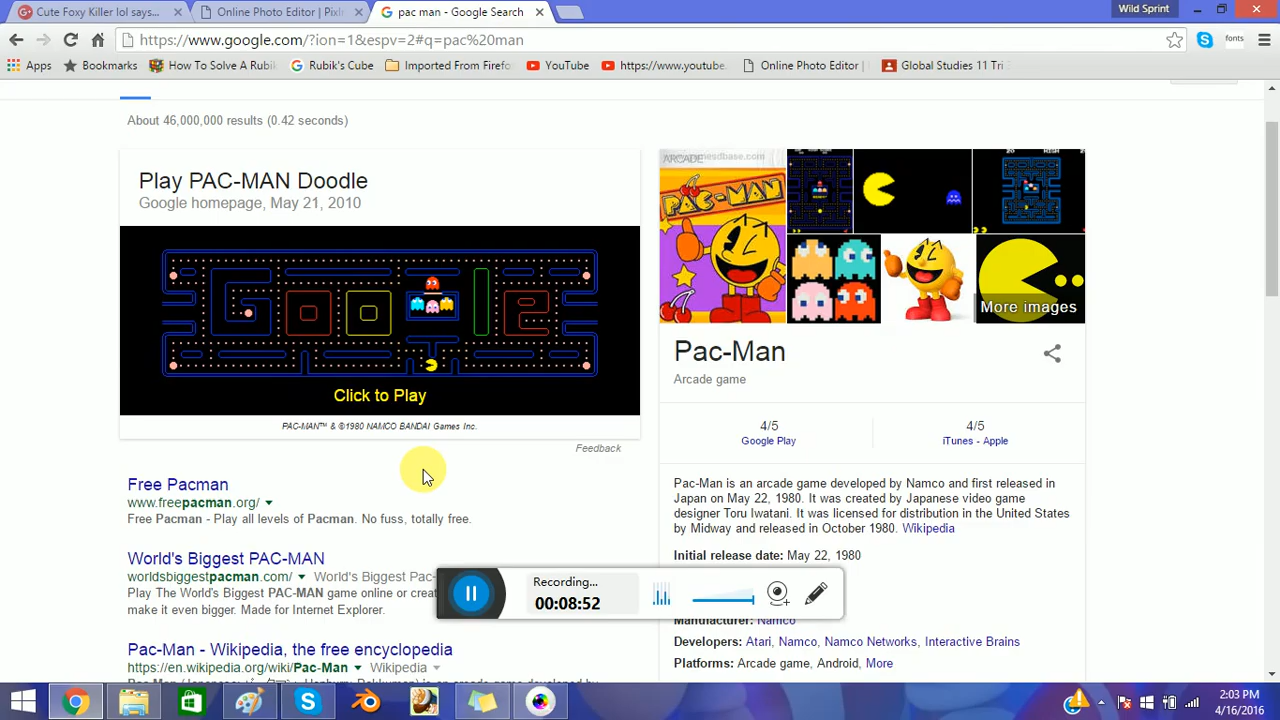 Cute Foxy Killer lol says...
Online Photo Editor | Pixlr
pac man - Google Search
Wild Sprint
https://www.google.com/?ion=1&espv=2#q=pac%20man
fonts
Apps
Bookmarks
How To Solve A Rubik
Rubik's Cube
Imported From Firefo
YouTube
https://www.youtube.
Online Photo Editor |
Global Studies 11 Tri
About 46,000,000 results (0.42 seconds)
Play PAC-MAN Doodle
Google homepage, May 21, 2010
Click to Play
PAC-MAN™ & ©1980 NAMCO BANDAI Games Inc.
Feedback
Free Pacman
www.freepacman.org/
Free Pacman - Play all levels of Pacman. No fuss, totally free.
World's Biggest PAC-MAN
worldsbiggestpacman.com/ World's Biggest Pac-
Play The World's Biggest PAC-MAN game online or creat
make it even bigger. Made for Internet Explorer.
Pac-Man - Wikipedia, the free encyclopedia
https://en.wikipedia.org/wiki/Pac-Man Wikipedia
ARCADE
PAC-MAN
More images
Pac-Man
Arcade game
4/5
Google Play
4/5
iTunes - Apple
Pac-Man is an arcade game developed by Namco and first released in
Japan on May 22, 1980. It was created by Japanese video game
designer Toru Iwatani. It was licensed for distribution in the United States
by Midway and released in October 1980. Wikipedia
Initial release date: May 22, 1980
Manufacturer: Namco
Developers: Atari, Namco, Namco Networks, Interactive Brains
Platforms: Arcade game, Android, More
Recording...
00:08:52
2:03 PM
4/16/2016